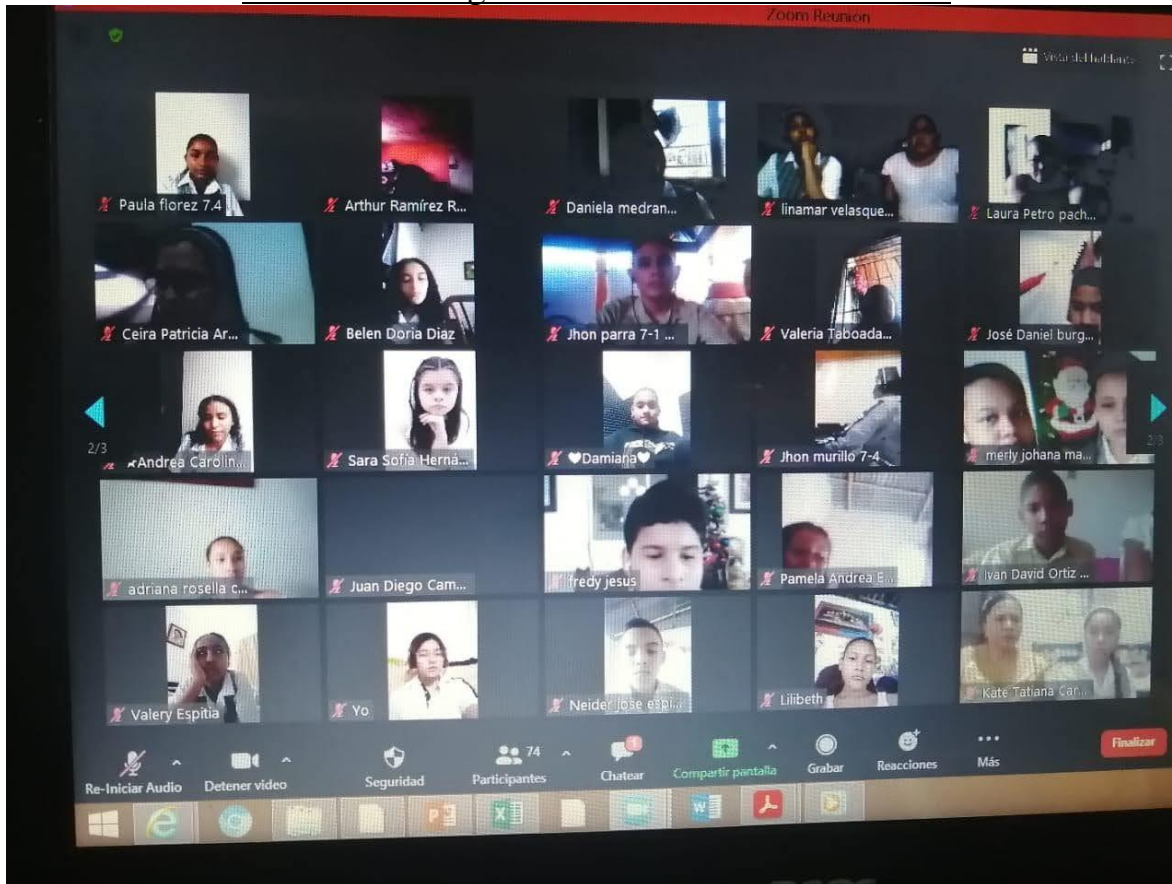 Zoom Reunión
Vista del hablante
Paula florez 7.4
Arthur Ramírez R...
Daniela medran...
linamar velasque...
Laura Petro pach...
Ceira Patricia Ar...
Belen Doria Diaz
Jhon parra 7-1 ...
Valeria Taboada...
José Daniel burg...
2/3
Andrea Carolin...
Sara Sofía Herná...
♥Damiana♥
Jhon murillo 7-4
merly johana ma...
2/3
adriana rosella c...
Juan Diego Cam...
fredy jesus
Pamela Andrea E...
Ivan David Ortiz ...
Valery Espitia
Yo
Neider jose espi...
Lilibeth
Kate Tatiana Car...
Re-Iniciar Audio
Detener video
Seguridad
74
Participantes
1
Chatear
Compartir pantalla
Grabar
Reacciones
Más
Finalizar